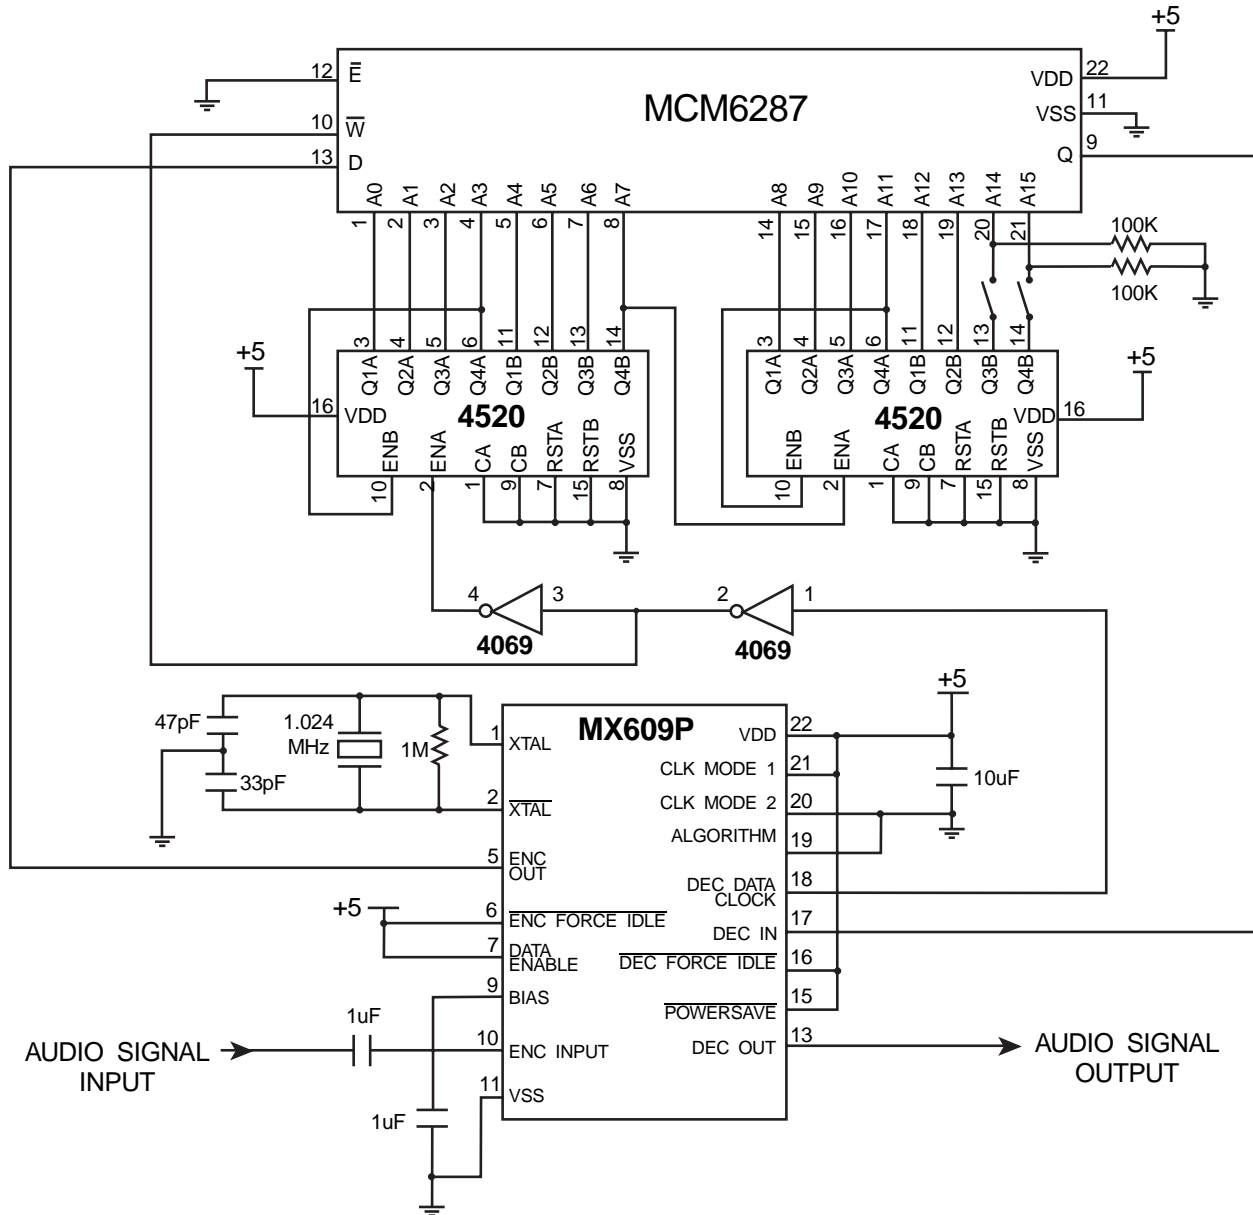 +5
12 E̅
10 W̅
13 D
MCM6287
VDD 22
VSS 11
Q 9
A0 A1 A2 A3 A4 A5 A6 A7
A8 A9 A10 A11 A12 A13 A14 A15
1 2 3 4 5 6 7 8
14 15 16 17 18 19 20 21
100K
100K
3 4 5 6 11 12 13 14
3 4 5 6 11 12 13 14
+5
Q1A Q2A Q3A Q4A Q1B Q2B Q3B Q4B
Q1A Q2A Q3A Q4A Q1B Q2B Q3B Q4B
+5
16 VDD
4520
4520
VDD 16
ENB ENA CA CB RSTA RSTB VSS
ENB ENA CA CB RSTA RSTB VSS
10 2 1 9 7 15 8
10 2 1 9 7 15 8
4 3
4069
2 1
4069
47pF
33pF
1.024
MHz
1M
MX609P
+5
10uF
1 XTAL
2 X̅T̅A̅L̅
5 ENC
OUT
+5
6 E̅N̅C̅ F̅O̅R̅C̅E̅ I̅D̅L̅E̅
7 DATA
ENABLE
9 BIAS
10 ENC INPUT
11 VSS
VDD 22
CLK MODE 1 21
CLK MODE 2 20
ALGORITHM 19
DEC DATA 18
CLOCK
DEC IN 17
D̅E̅C̅ F̅O̅R̅C̅E̅ I̅D̅L̅E̅ 16
P̅O̅W̅E̅R̅S̅A̅V̅E̅ 15
DEC OUT 13
1uF
AUDIO SIGNAL
INPUT
1uF
AUDIO SIGNAL
OUTPUT